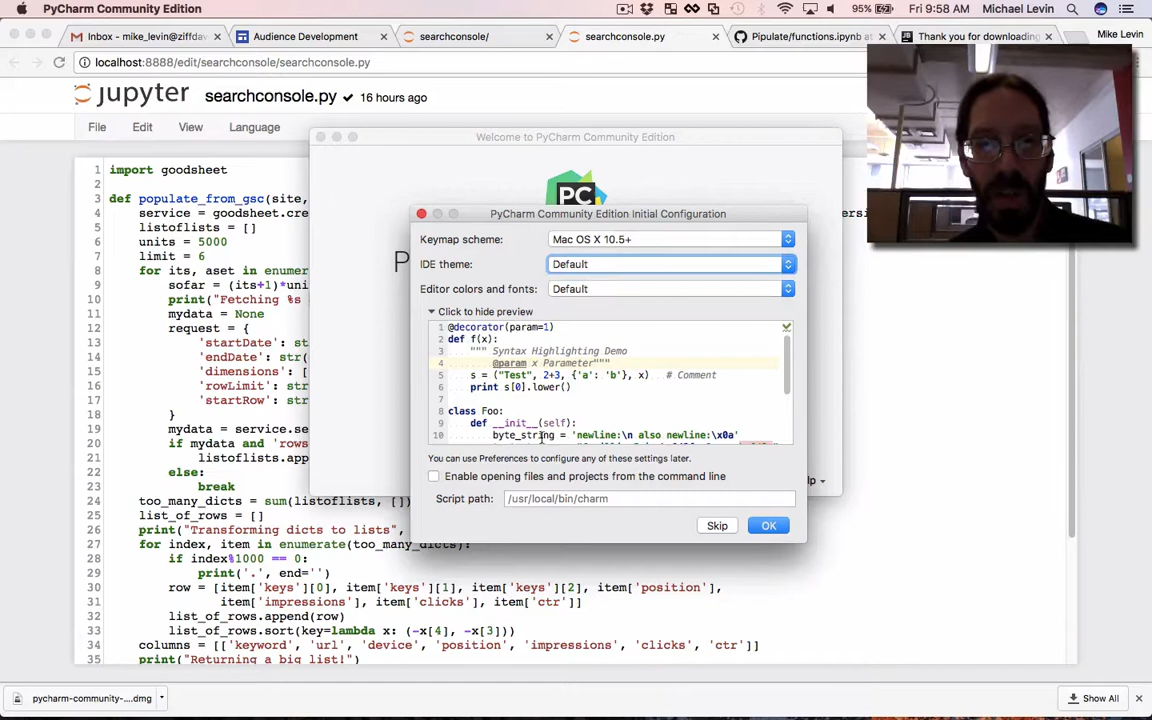 PyCharm Community Edition
95%
Fri 9:58 AM Michael Levin
Inbox - mike_levin@ziffda
Audience Development
searchconsole/
searchconsole.py
Pipulate/functions.ipynb at
Thank you for downloading
Mike Levin
localhost:8888/edit/searchconsole/searchconsole.py
jupyter searchconsole.py 16 hours ago
File Edit View Language
1 import goodsheet
2
3 def populate_from_gsc(site,
4 service = goodsheet.cre
5 listoflists = []
6 units = 5000
7 limit = 6
8 for its, aset in enumer
9 sofar = (its+1)*uni
10 print("Fetching %s
11 mydata = None
12 request = {
13 'startDate': str(
14 'endDate': str(
15 'dimensions': [
16 'rowLimit': str
17 'startRow': str
18 }
19 mydata = service.se
20 if mydata and 'rows
21 listoflists.app
22 else:
23 break
24 too_many_dicts = sum(listoflists, [])
25 list_of_rows = []
26 print("Transforming dicts to lists",
27 for index, item in enumerate(too_many_dicts):
28 if index%1000 == 0:
29 print('.', end='')
30 row = [item['keys'][0], item['keys'][1], item['keys'][2], item['position'],
31 item['impressions'], item['clicks'], item['ctr']]
32 list_of_rows.append(row)
33 list_of_rows.sort(key=lambda x: (-x[4], -x[3]))
34 columns = [['keyword', 'url', 'device', 'position', 'impressions', 'clicks', 'ctr']]
35 print("Returning a big list!")
Welcome to PyCharm Community Edition
PC
P
PyCharm Community Edition Initial Configuration
Keymap scheme: Mac OS X 10.5+
IDE theme: Default
Editor colors and fonts: Default
Click to hide preview
1 @decorator(param=1)
2 def f(x):
3 """ Syntax Highlighting Demo
4 @param x Parameter"""
5 s = ("Test", 2+3, {'a': 'b'}, x) # Comment
6 print s[0].lower()
7
8 class Foo:
9 def __init__(self):
10 byte_string = 'newline:\n also newline:\x0a'
You can use Preferences to configure any of these settings later.
Enable opening files and projects from the command line
Script path: /usr/local/bin/charm
Skip OK
pycharm-community-....dmg
Show All